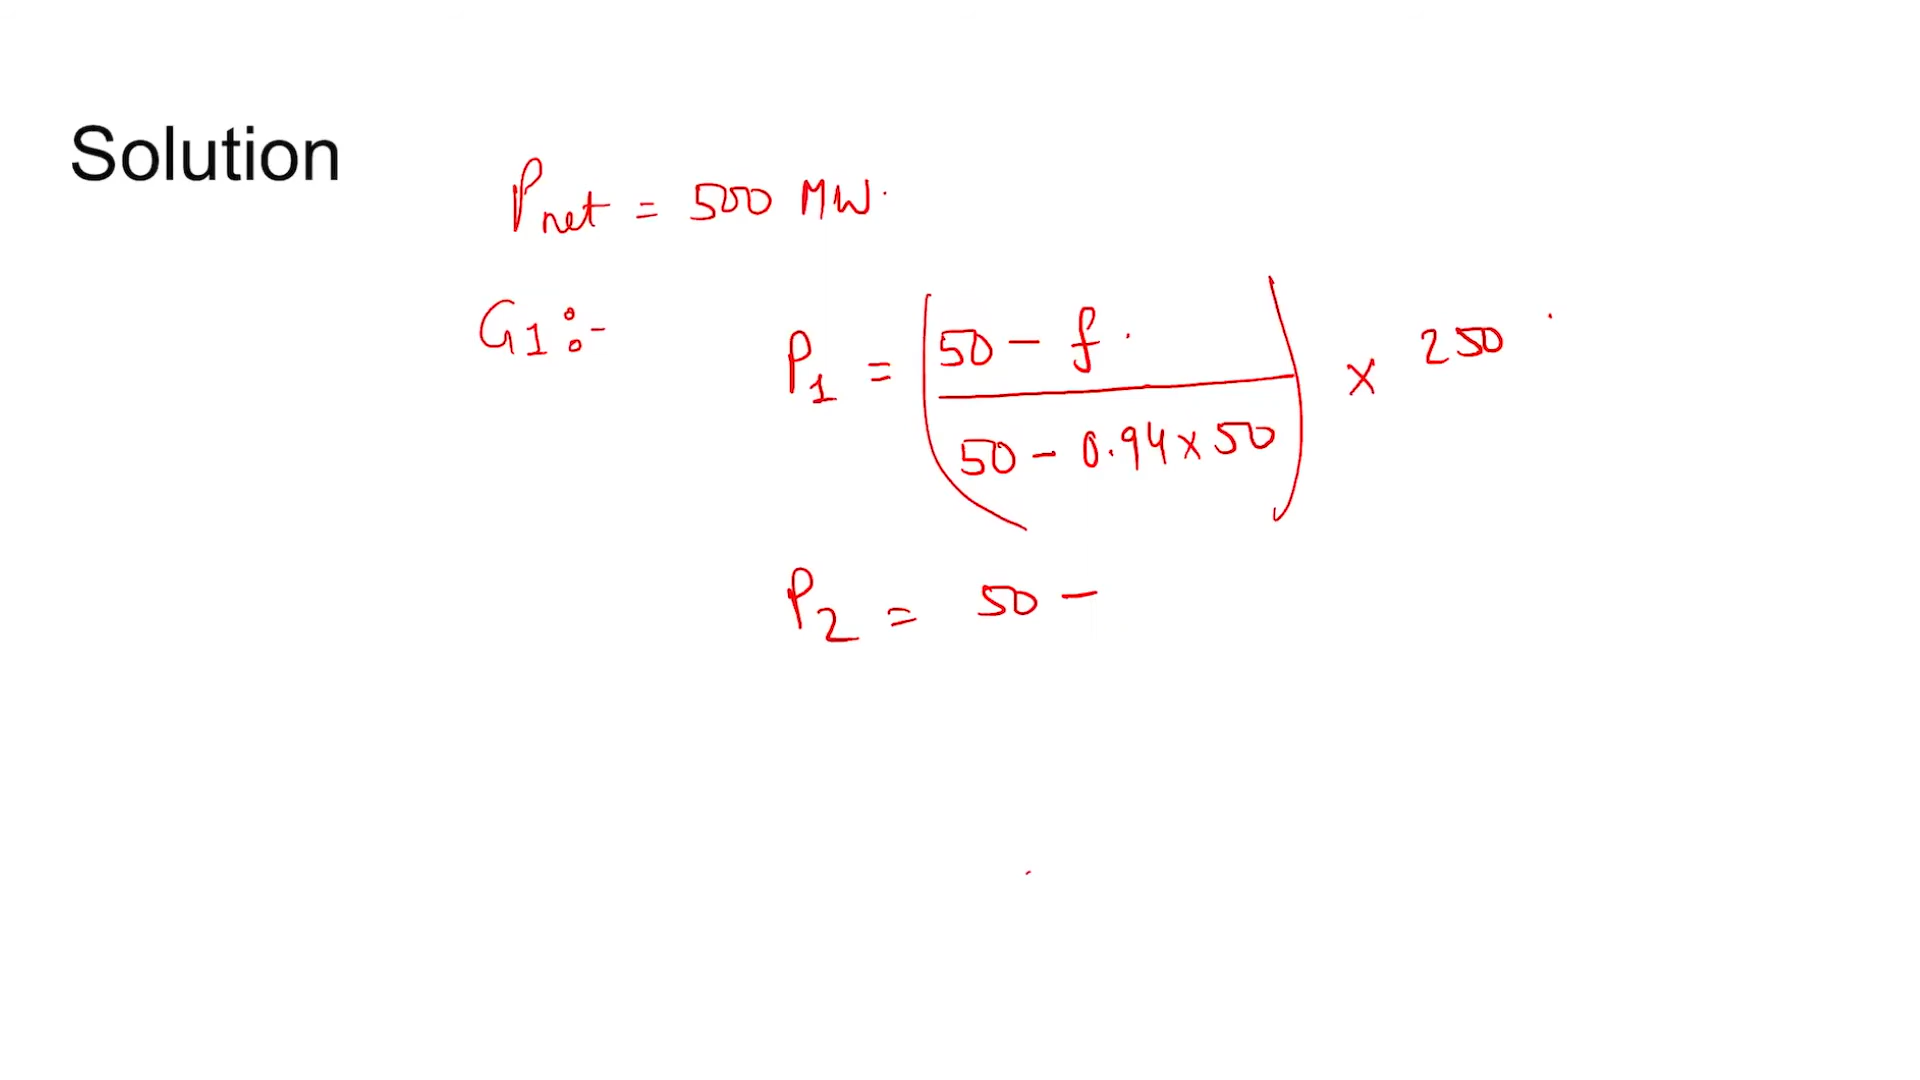 Solution
Pnet = 500 MW.
G1:-
P1 = (50 - f / 50 - 0.94 x 50) x 250
P2 = 50 -